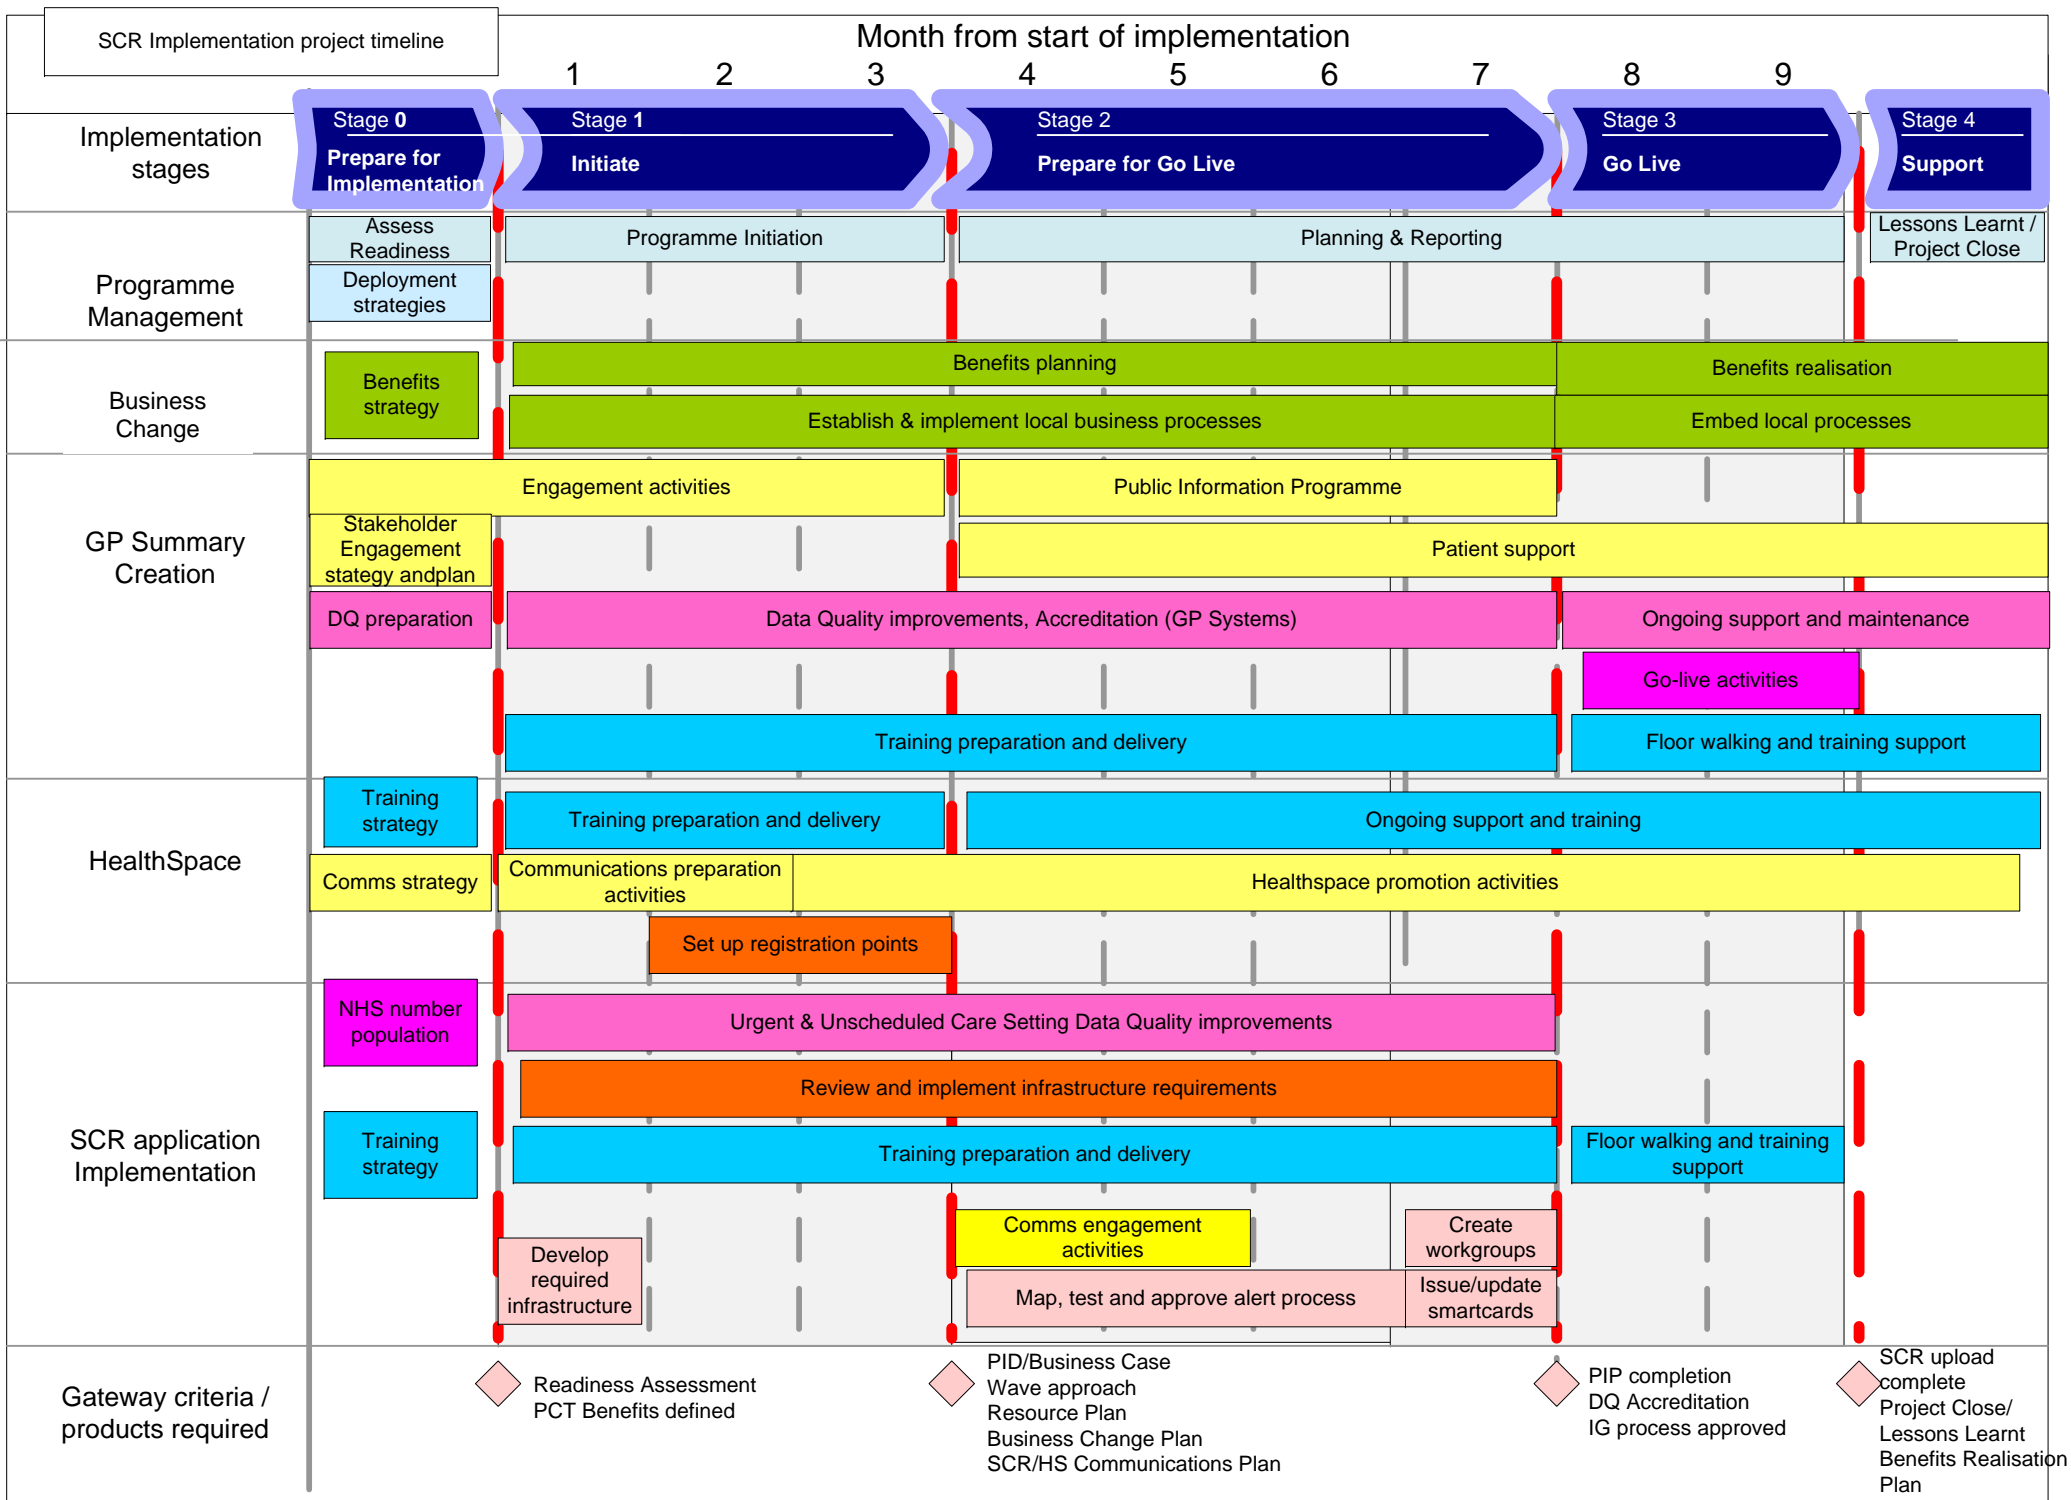 SCR Implementation project timeline
Month from start of implementation
1 2 3 4 5 6 7 8 9
Implementation
stages
Stage 0
Prepare for
Implementation
Stage 1
Initiate
Stage 2
Prepare for Go Live
Stage 3
Go Live
Stage 4
Support
Programme
Management
Assess
Readiness
Programme Initiation
Planning & Reporting
Lessons Learnt /
Project Close
Deployment
strategies
Business
Change
Benefits
strategy
Benefits planning
Benefits realisation
Establish & implement local business processes
Embed local processes
GP Summary
Creation
Engagement activities
Public Information Programme
Stakeholder
Engagement
stategy andplan
Patient support
DQ preparation
Data Quality improvements, Accreditation (GP Systems)
Ongoing support and maintenance
Go-live activities
Training preparation and delivery
Floor walking and training support
HealthSpace
Training
strategy
Training preparation and delivery
Ongoing support and training
Comms strategy
Communications preparation
activities
Healthspace promotion activities
Set up registration points
SCR application
Implementation
NHS number
population
Urgent & Unscheduled Care Setting Data Quality improvements
Review and implement infrastructure requirements
Training
strategy
Training preparation and delivery
Floor walking and training
support
Comms engagement
activities
Create
workgroups
Develop
required
infrastructure
Map, test and approve alert process
Issue/update
smartcards
Gateway criteria /
products required
Readiness Assessment
PCT Benefits defined
PID/Business Case
Wave approach
Resource Plan
Business Change Plan
SCR/HS Communications Plan
PIP completion
DQ Accreditation
IG process approved
SCR upload
complete
Project Close/
Lessons Learnt
Benefits Realisation
Plan